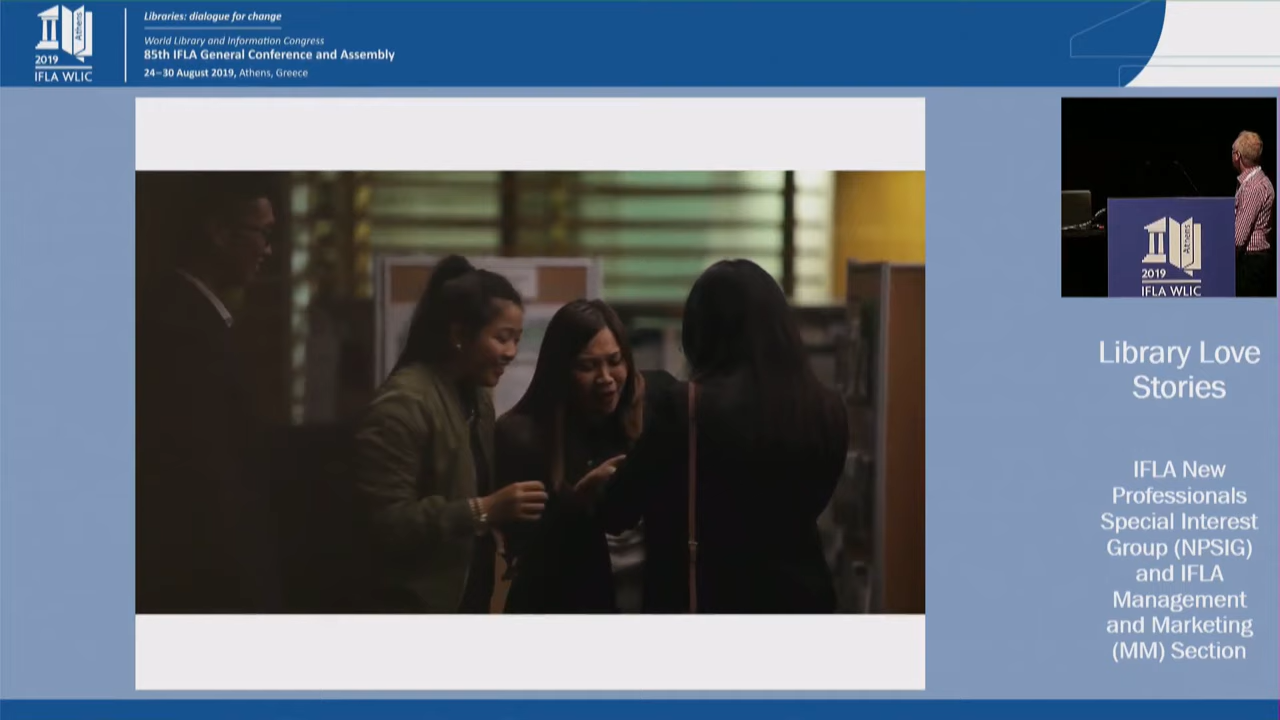 Athens
2019
IFLA WLIC
Libraries: dialogue for change
World Library and Information Congress
85th IFLA General Conference and Assembly
24–30 August 2019, Athens, Greece
Athens
2019
IFLA WLIC
Library Love
Stories
IFLA New
Professionals
Special Interest
Group (NPSIG)
and IFLA
Management
and Marketing
(MM) Section